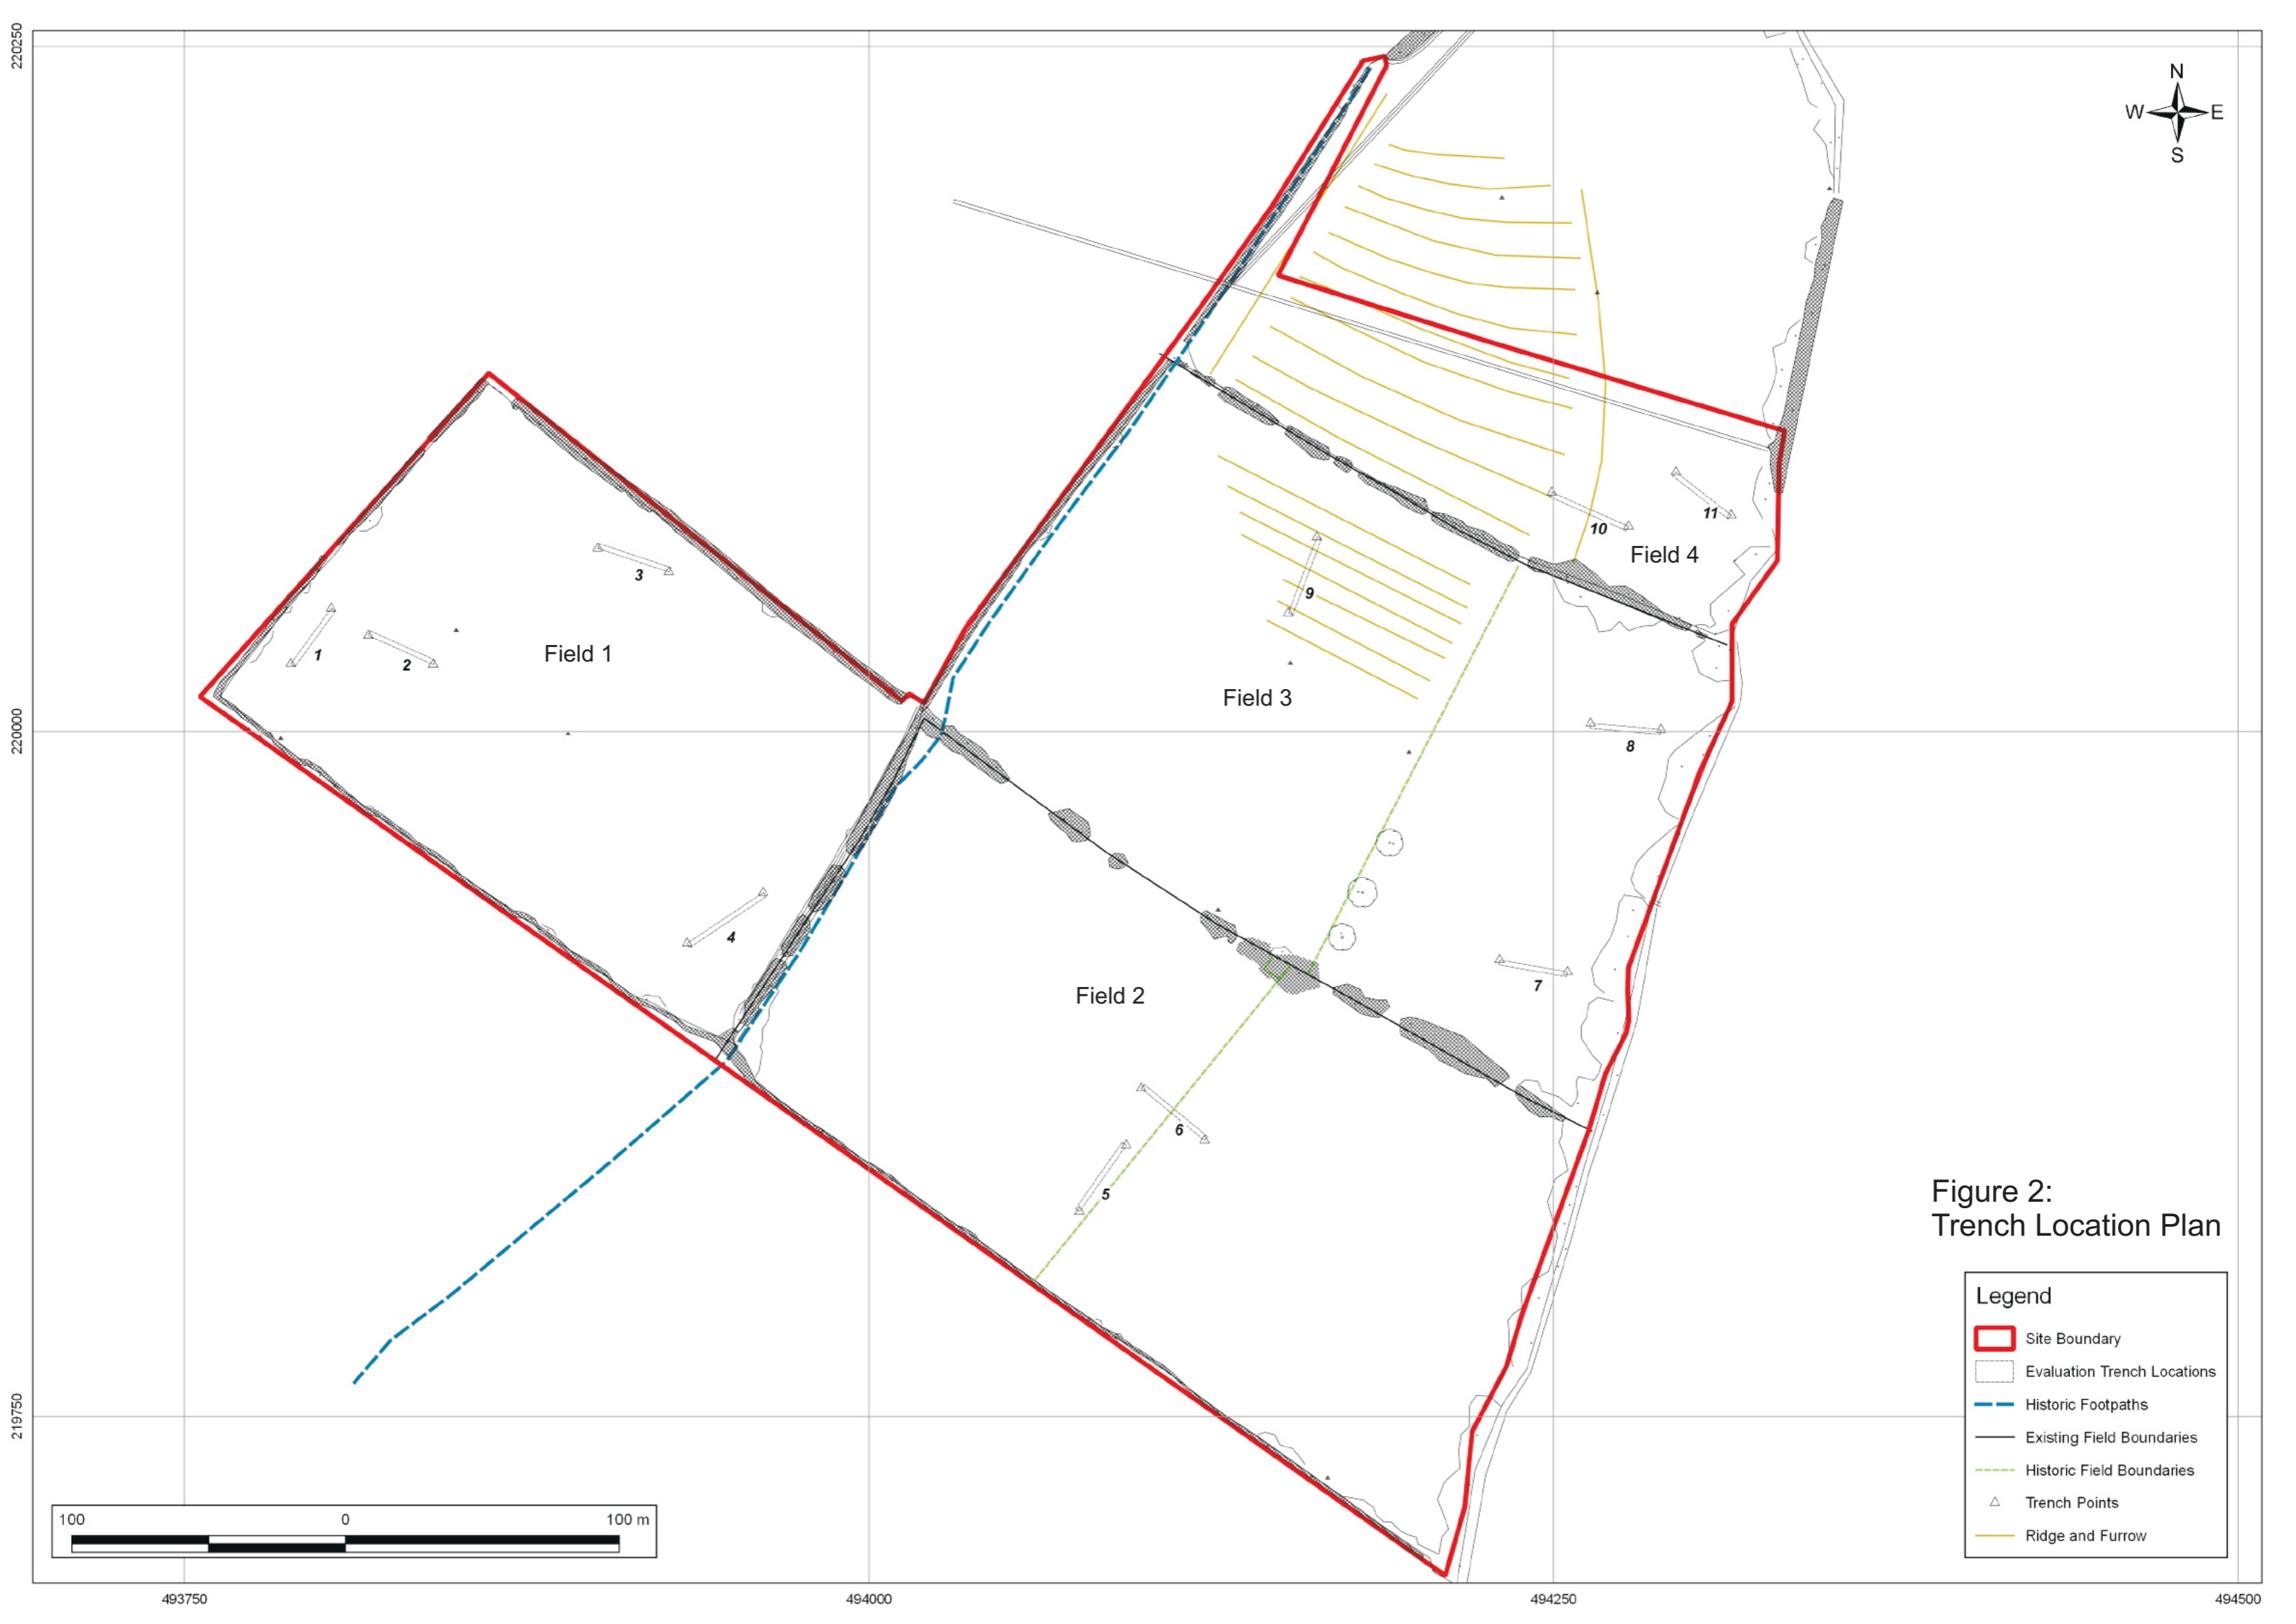 220250
N
W
E
S
10
11
Field 4
9
3
1
2
Field 1
Field 3
220000
8
4
7
Field 2
6
5
Figure 2:
Trench Location Plan
Legend
Site Boundary
Evaluation Trench Locations
Historic Footpaths
Existing Field Boundaries
Historic Field Boundaries
Trench Points
Ridge and Furrow
219750
100 0 100 m
493750 494000 494250 494500